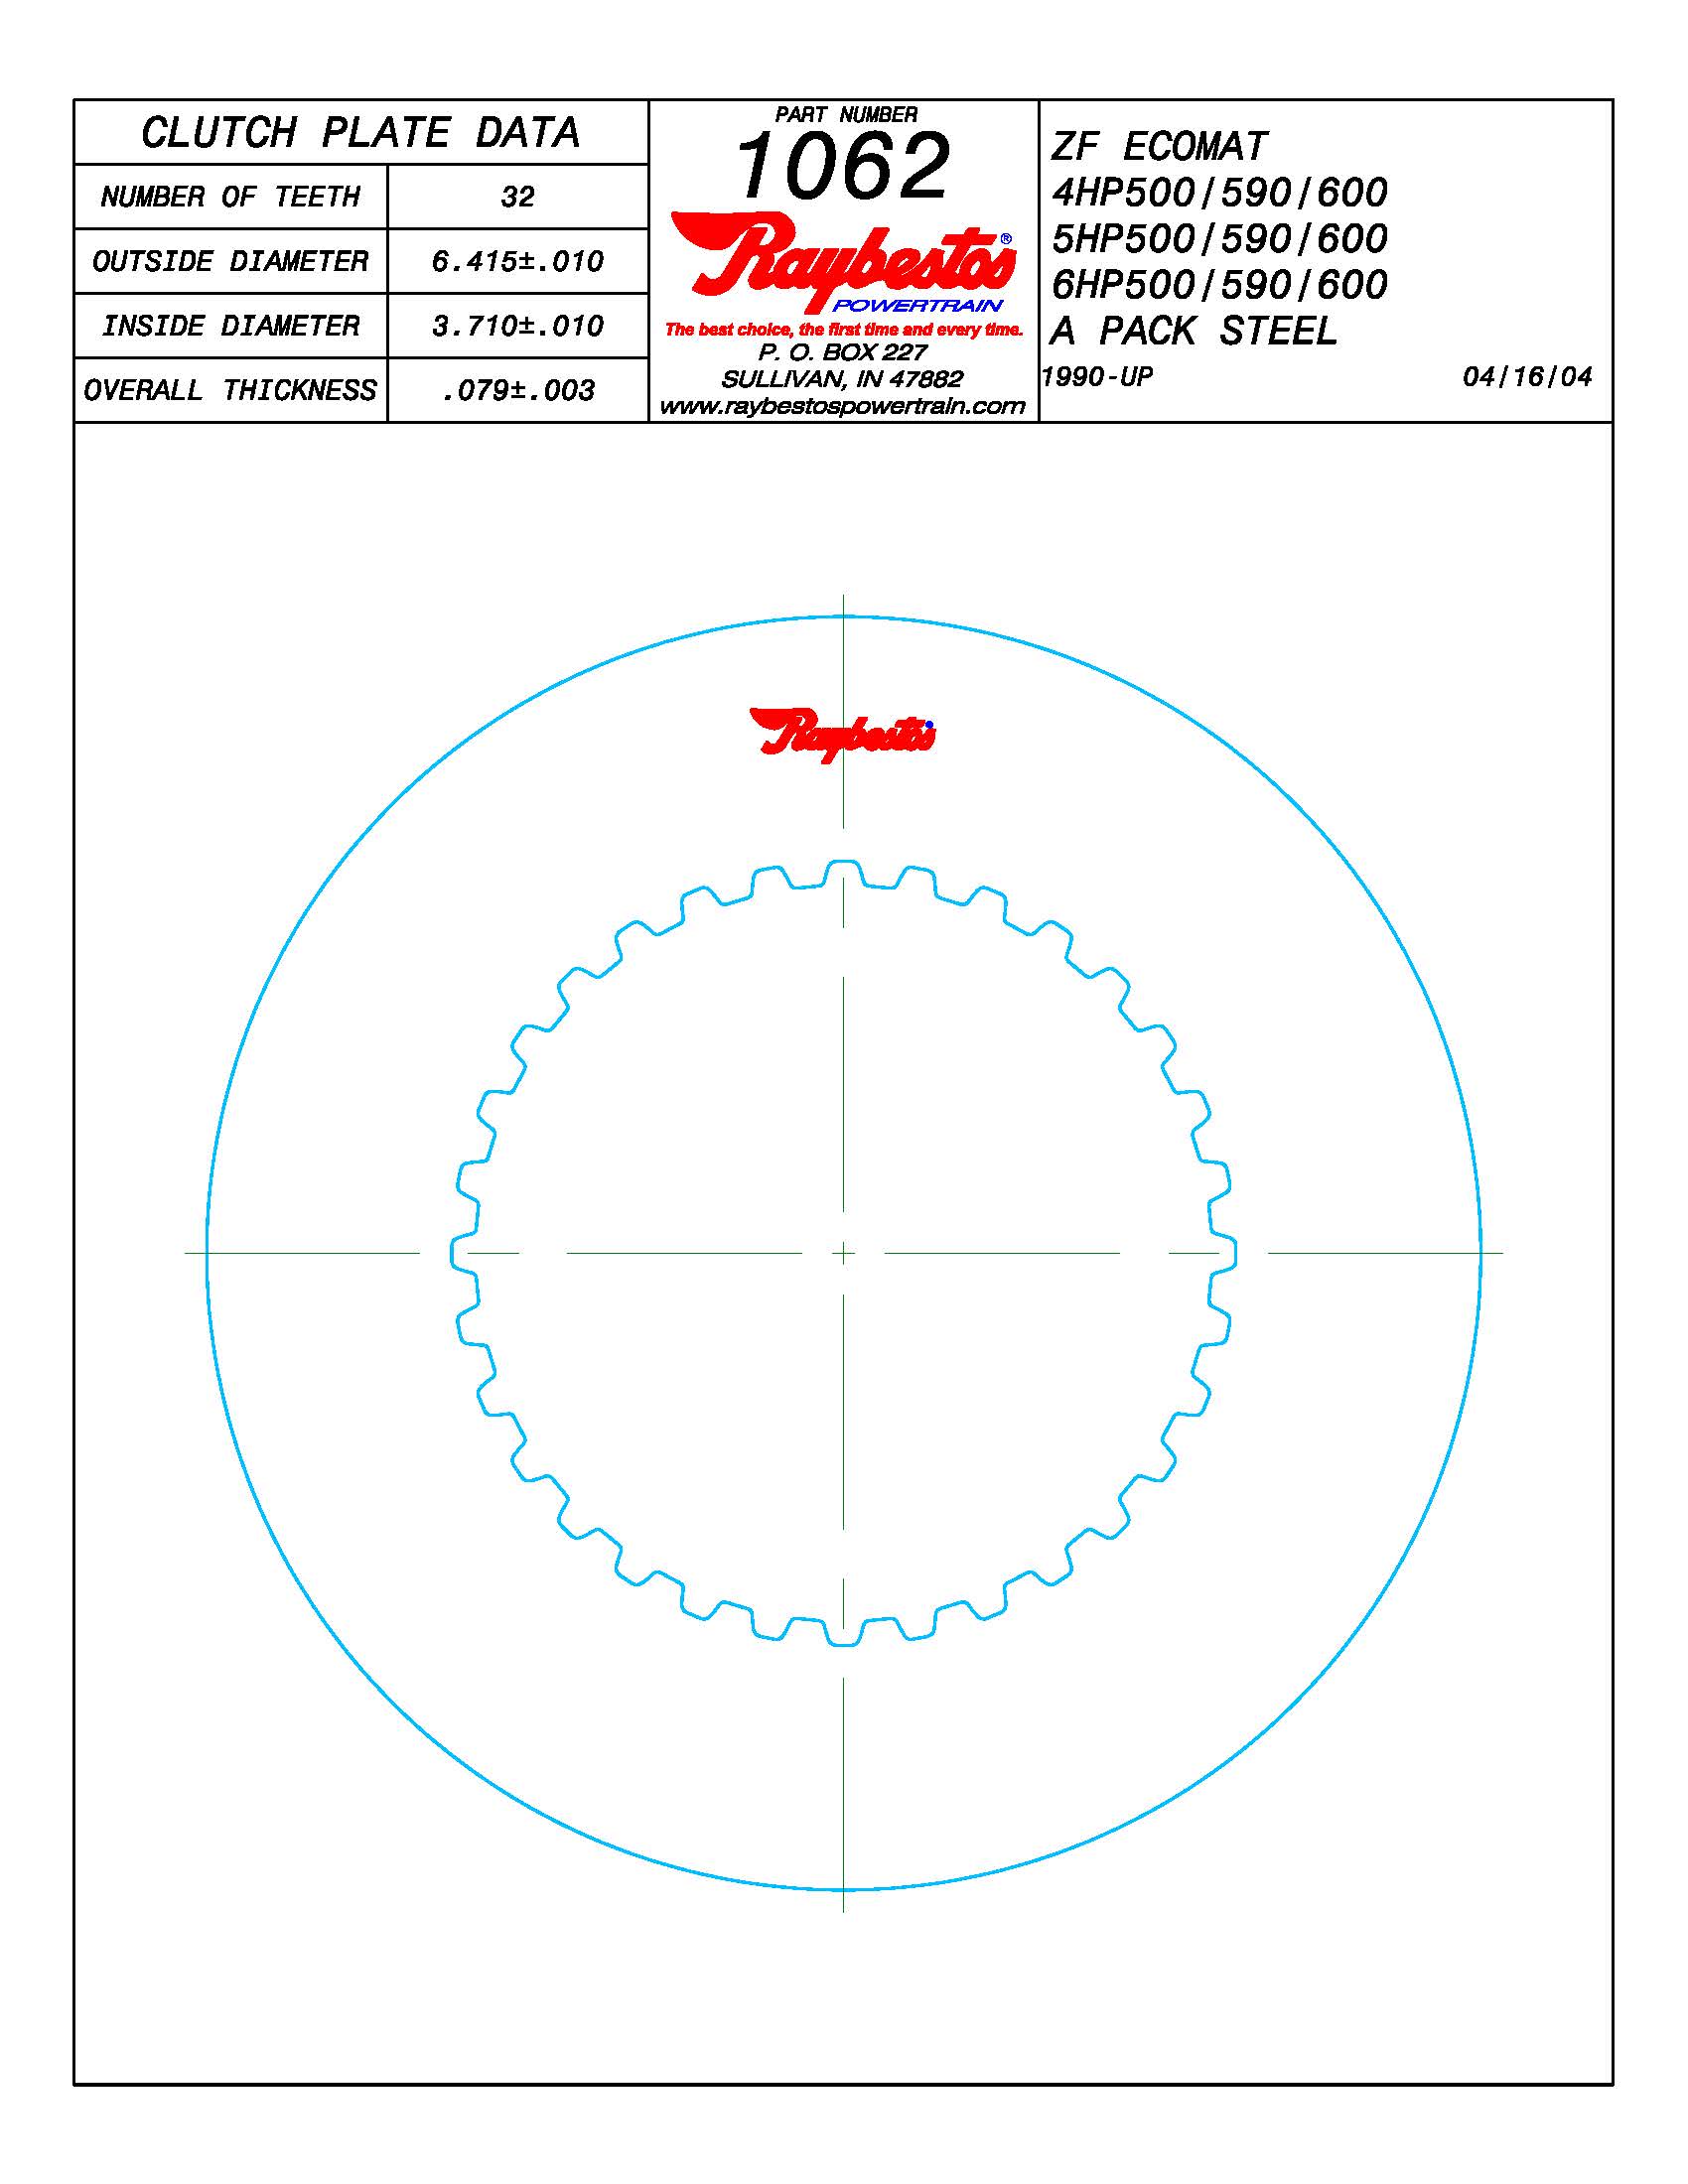 CLUTCH PLATE DATA
NUMBER OF TEETH 32
OUTSIDE DIAMETER 6.415±.010
INSIDE DIAMETER 3.710±.010
OVERALL THICKNESS .079±.003
PART NUMBER
1062
Raybestos®
POWERTRAIN
The best choice, the first time and every time.
P. O. BOX 227
SULLIVAN, IN 47882
www.raybestospowertrain.com
ZF ECOMAT
4HP500/590/600
5HP500/590/600
6HP500/590/600
A PACK STEEL
1990-UP 04/16/04
Raybestos